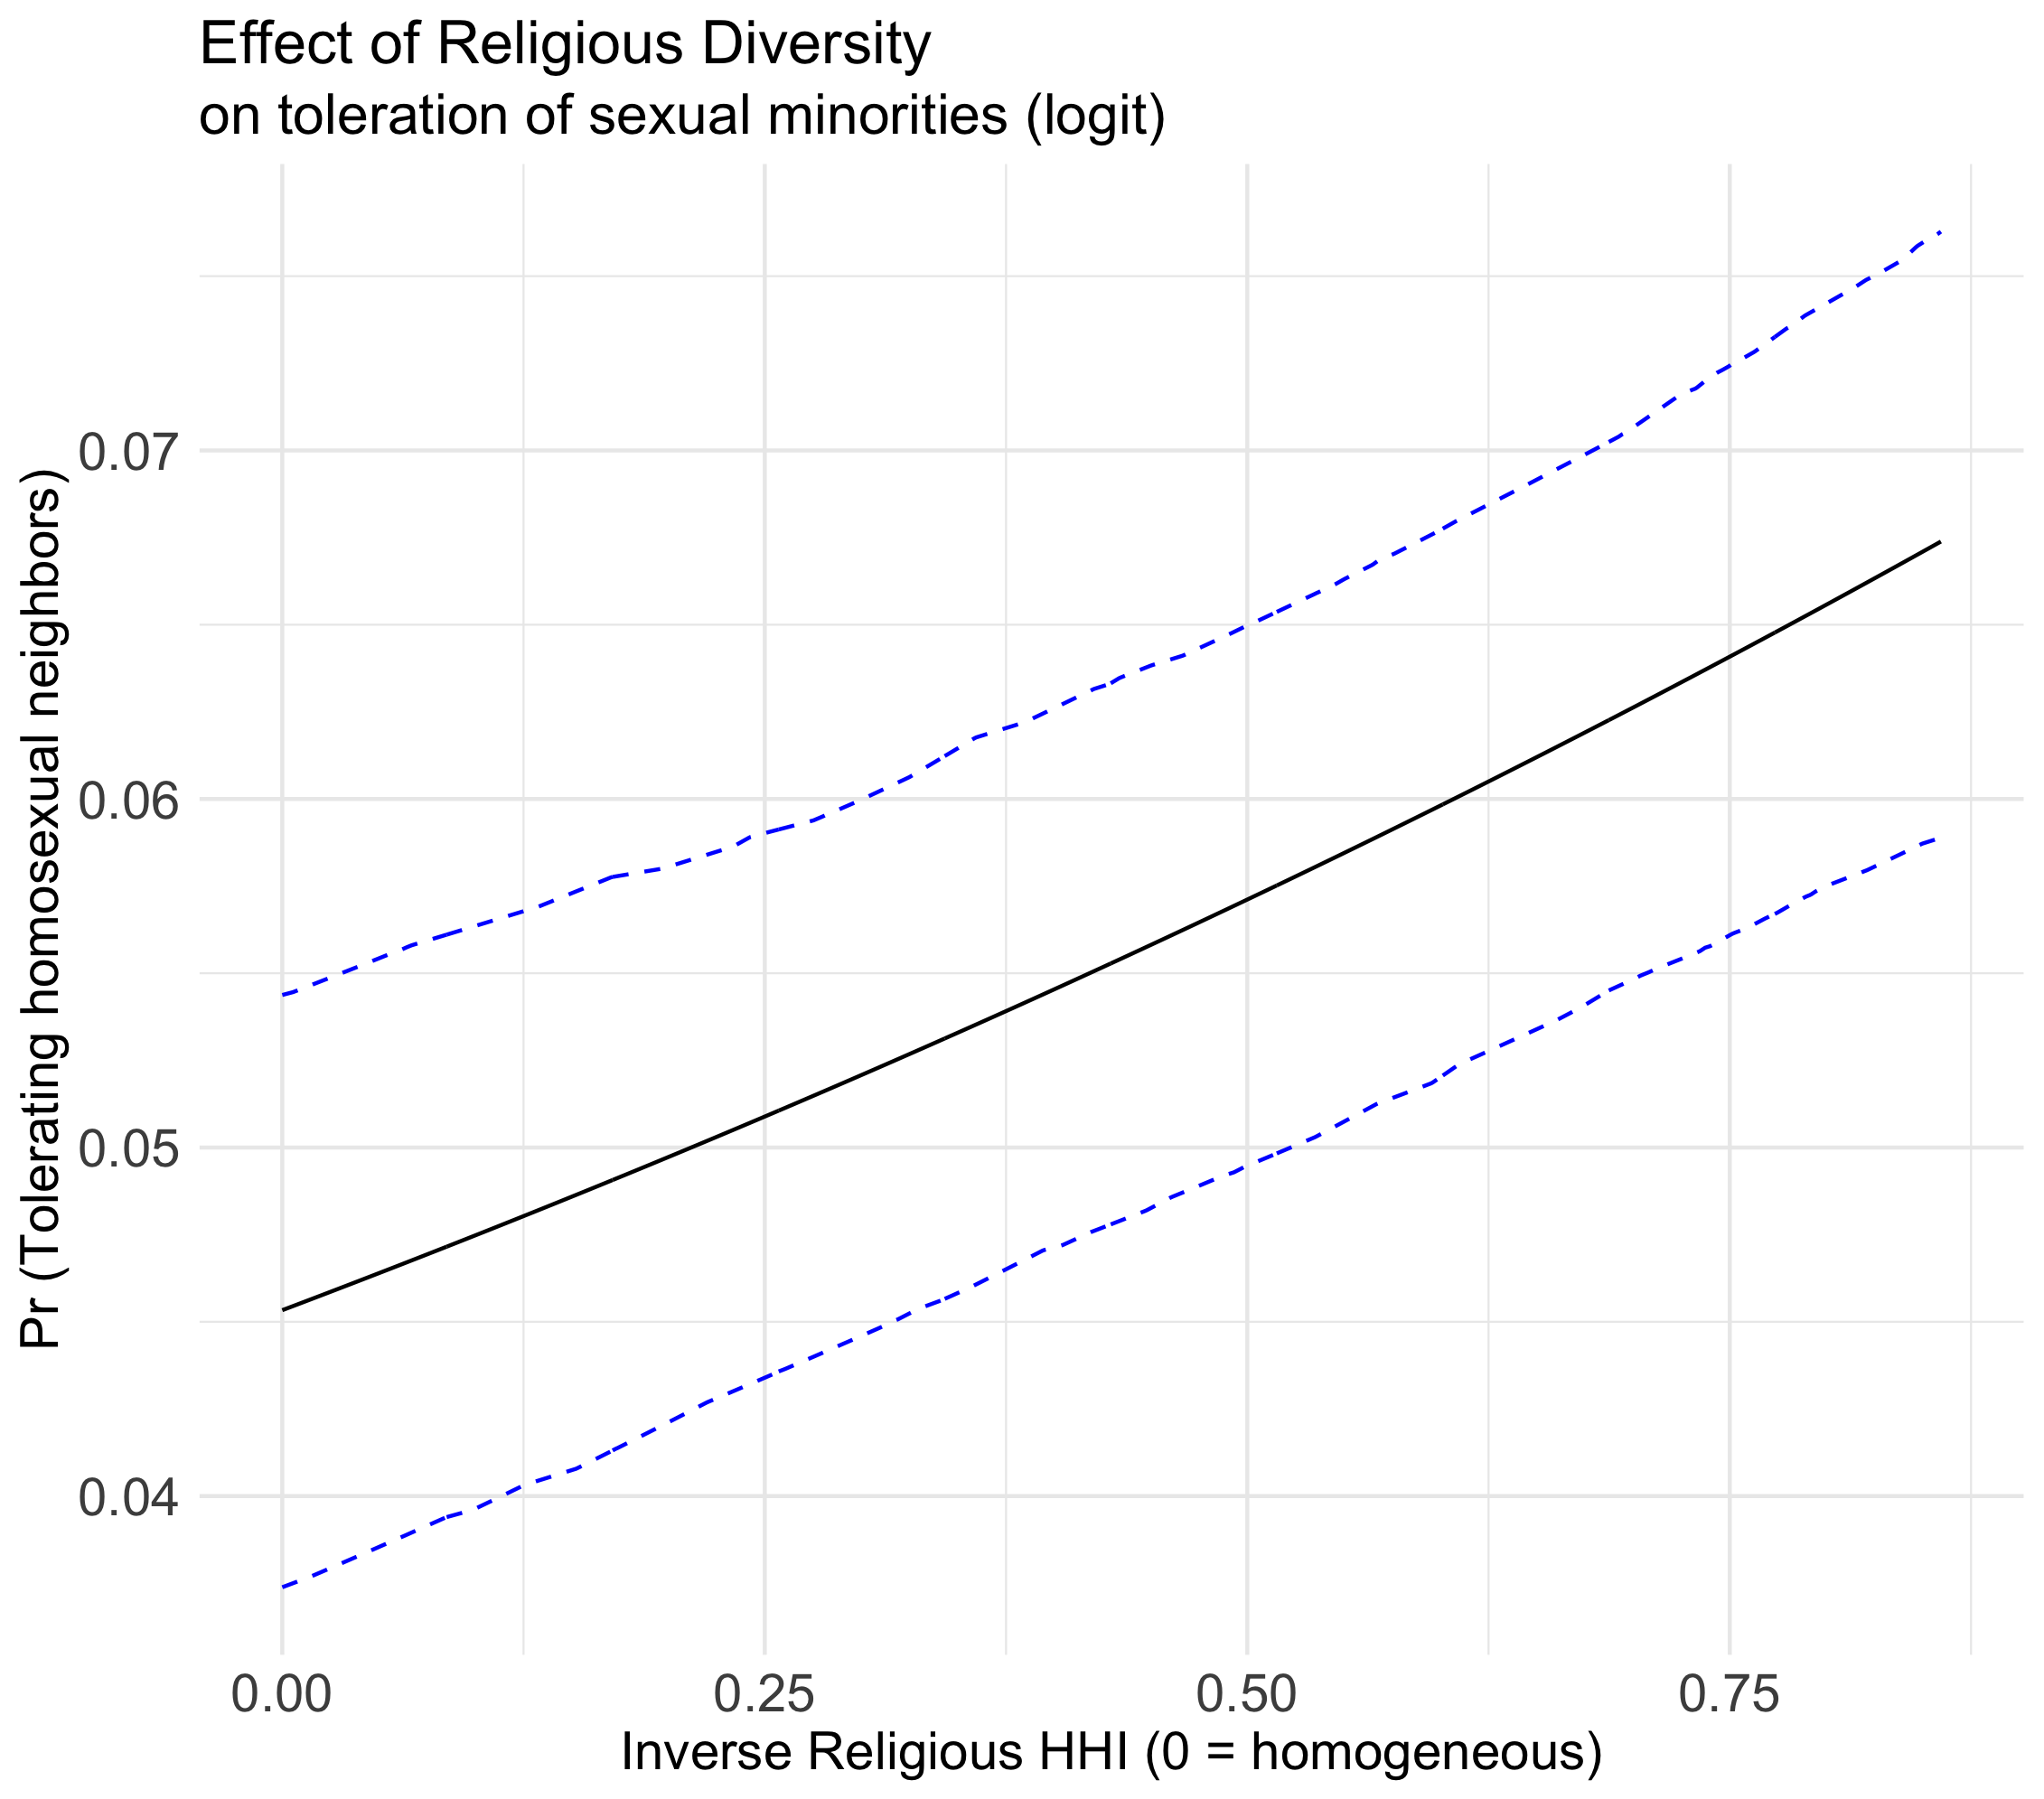 Effect of Religious Diversity
on toleration of sexual minorities (logit)
Pr (Tolerating homosexual neighbors)
0.07
0.06
0.05
0.04
0.00 0.25 0.50 0.75
Inverse Religious HHI (0 = homogeneous)